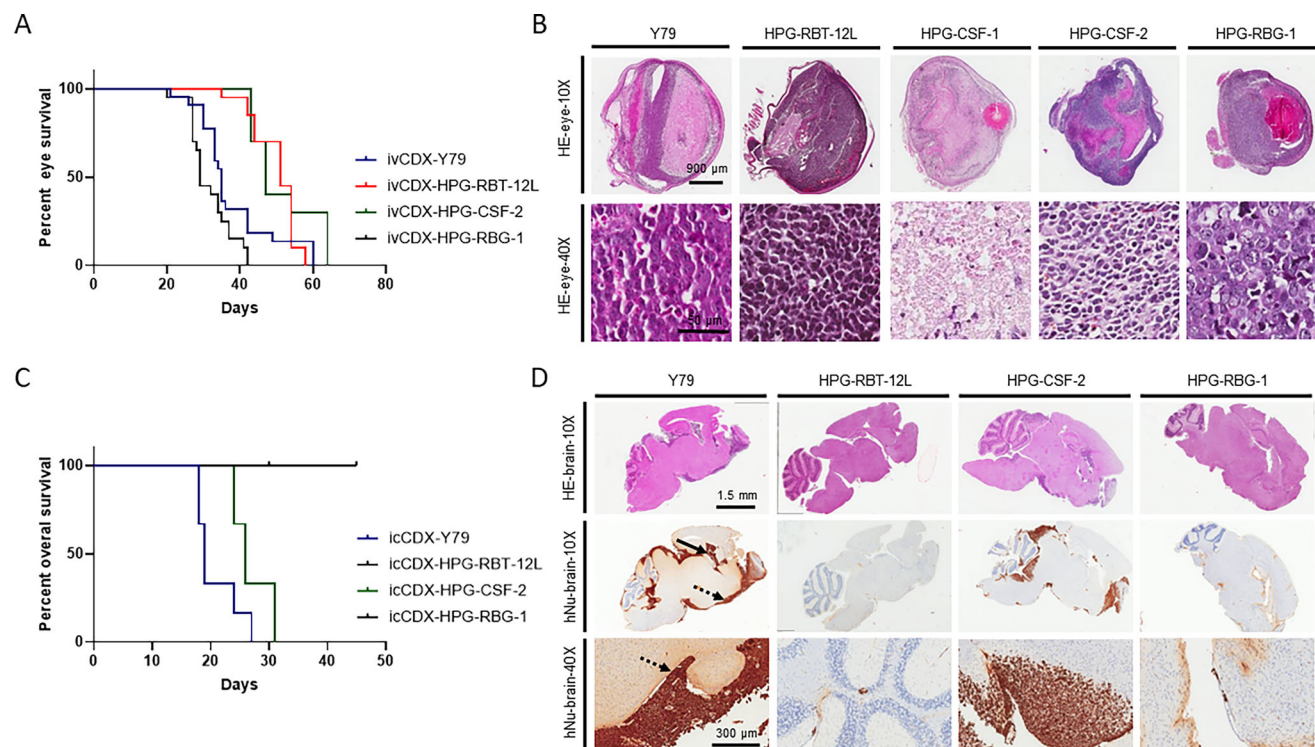 A
Percent eye survival
100
50
0
0 20 40 60 80
Days
ivCDX-Y79
ivCDX-HPG-RBT-12L
ivCDX-HPG-CSF-2
ivCDX-HPG-RBG-1
B
Y79 HPG-RBT-12L HPG-CSF-1 HPG-CSF-2 HPG-RBG-1
HE-eye-10X
900 µm
HE-eye-40X
50 µm
C
Percent overal survival
100
50
0
0 10 20 30 40 50
Days
icCDX-Y79
icCDX-HPG-RBT-12L
icCDX-HPG-CSF-2
icCDX-HPG-RBG-1
D
Y79 HPG-RBT-12L HPG-CSF-2 HPG-RBG-1
HE-brain-10X
1.5 mm
hNu-brain-10X
hNu-brain-40X
300 µm